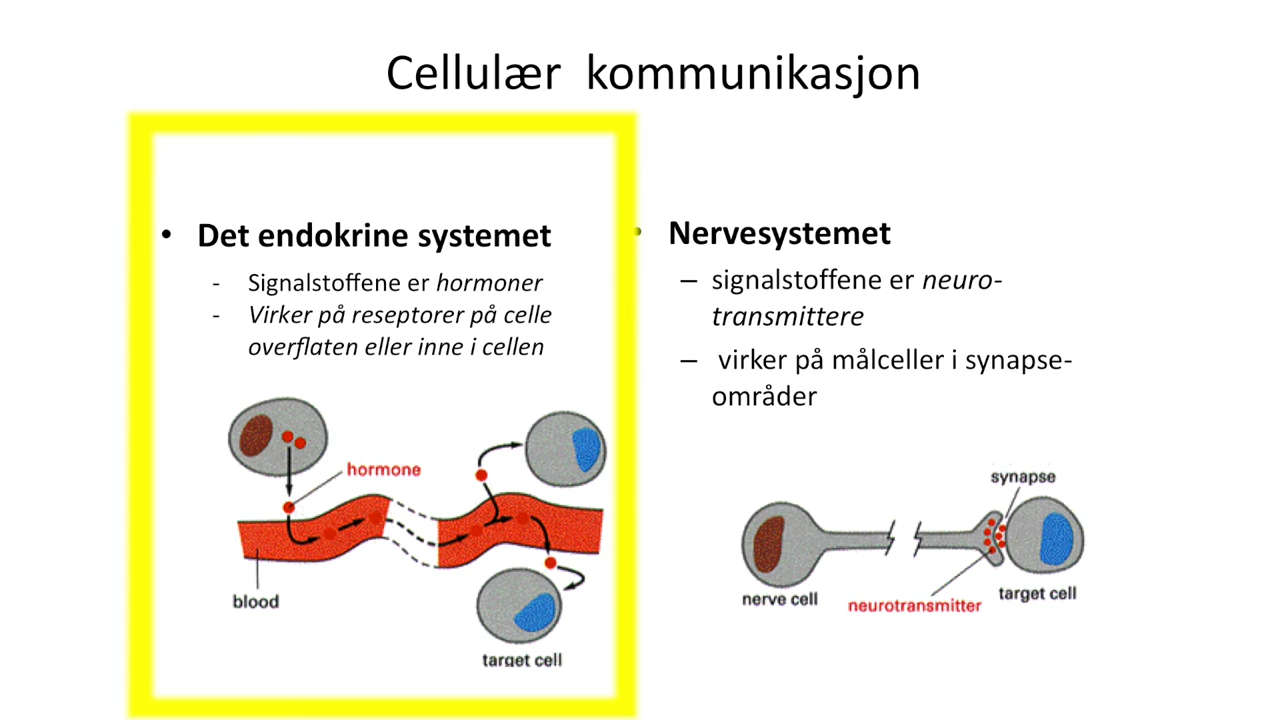 Cellulær kommunikasjon
• Det endokrine systemet
- Signalstoffene er hormoner
- Virker på reseptorer på celle
overflaten eller inne i cellen
hormone
blood
target cell
• Nervesystemet
– signalstoffene er neuro-
transmittere
– virker på målceller i synapse-
områder
synapse
nerve cell
neurotransmitter
target cell